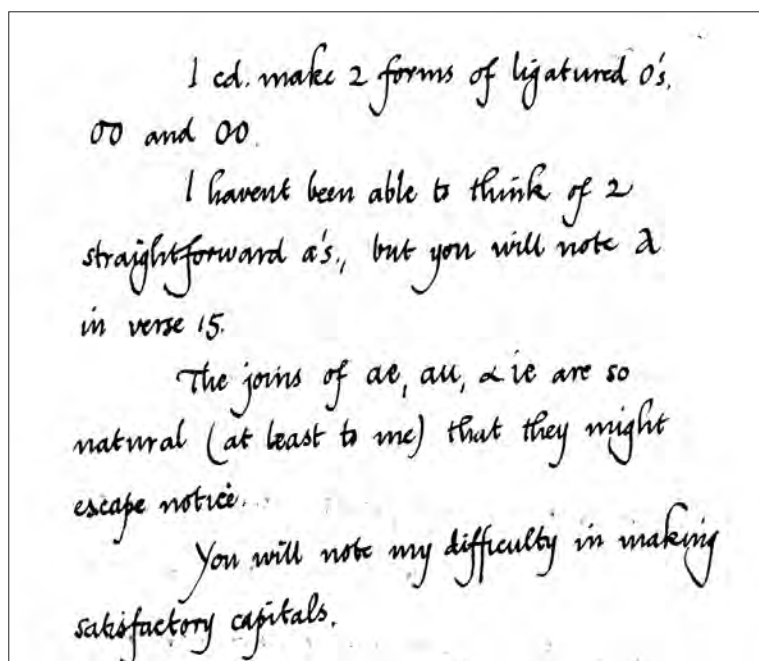 I cd. make 2 forms of ligatured o's,
oo and oo.
I havent been able to think of 2
straightforward a's., but you will note a
in verse 15.
The joins of ae, au, & ie are so
natural (at least to me) that they might
escape notice.
You will note my difficulty in making
satisfactory capitals.